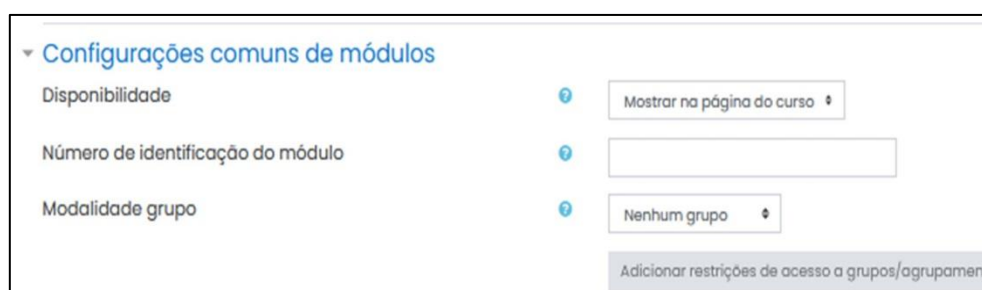 Configurações comuns de módulos
Disponibilidade
Mostrar na página do curso
Número de identificação do módulo
Modalidade grupo
Nenhum grupo
Adicionar restrições de acesso a grupos/agrupamen